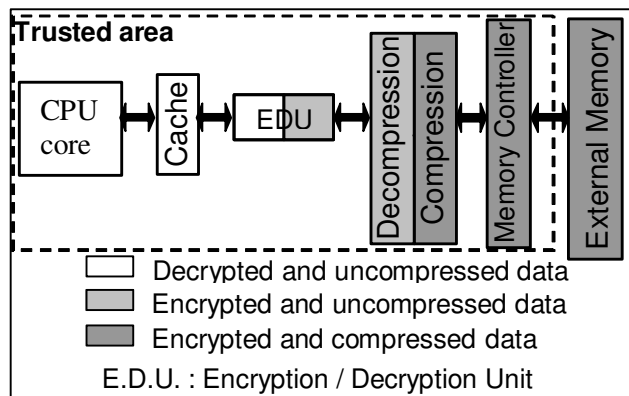 Trusted area
CPU
core
Cache
EDU
Decompression
Compression
Memory Controller
External Memory
Decrypted and uncompressed data
Encrypted and uncompressed data
Encrypted and compressed data
E.D.U. : Encryption / Decryption Unit